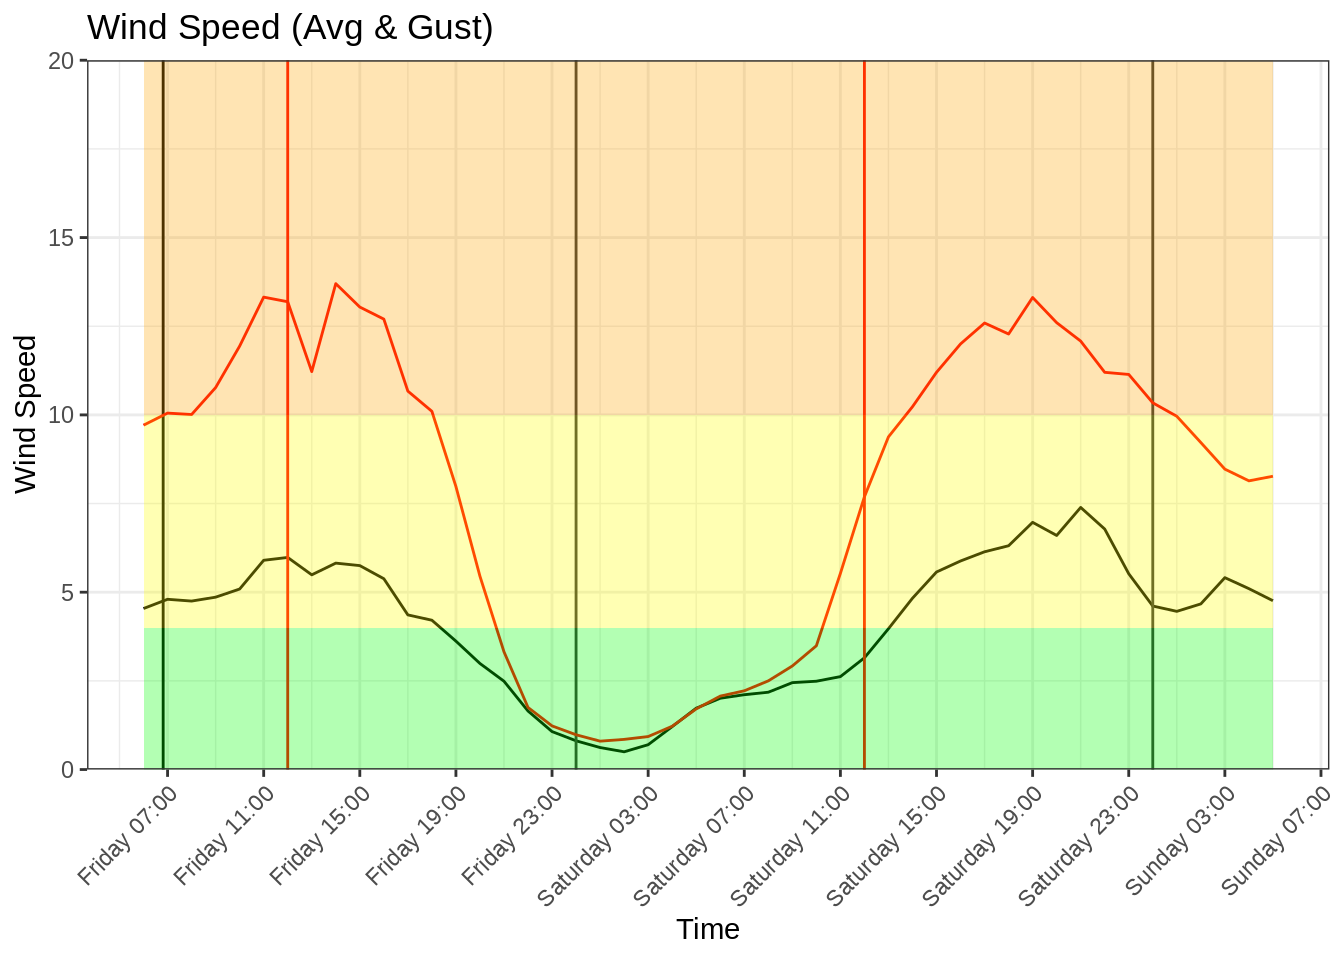 Wind Speed (Avg & Gust)
Wind Speed
20
15
10
5
0
Friday 07:00
Friday 11:00
Friday 15:00
Friday 19:00
Friday 23:00
Saturday 03:00
Saturday 07:00
Saturday 11:00
Saturday 15:00
Saturday 19:00
Saturday 23:00
Sunday 03:00
Sunday 07:00
Time